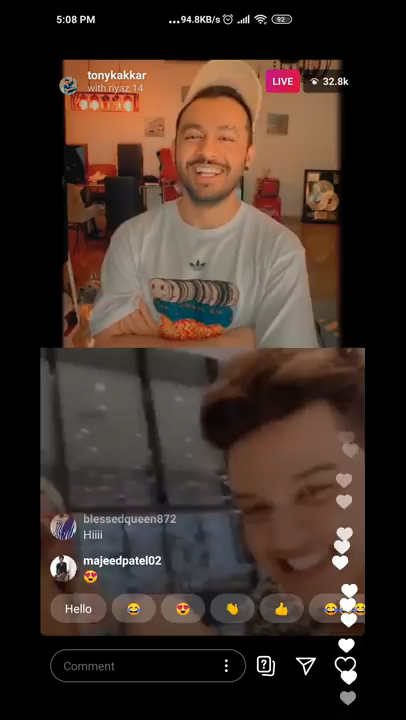 5:08 PM
...94.8KB/s
92
tonykakkar
with riyaz.14
LIVE
32.8k
blessedqueen872
Hiiii
majeedpatel02
😍
Hello
😂
😍
👏
👍
😂
Comment